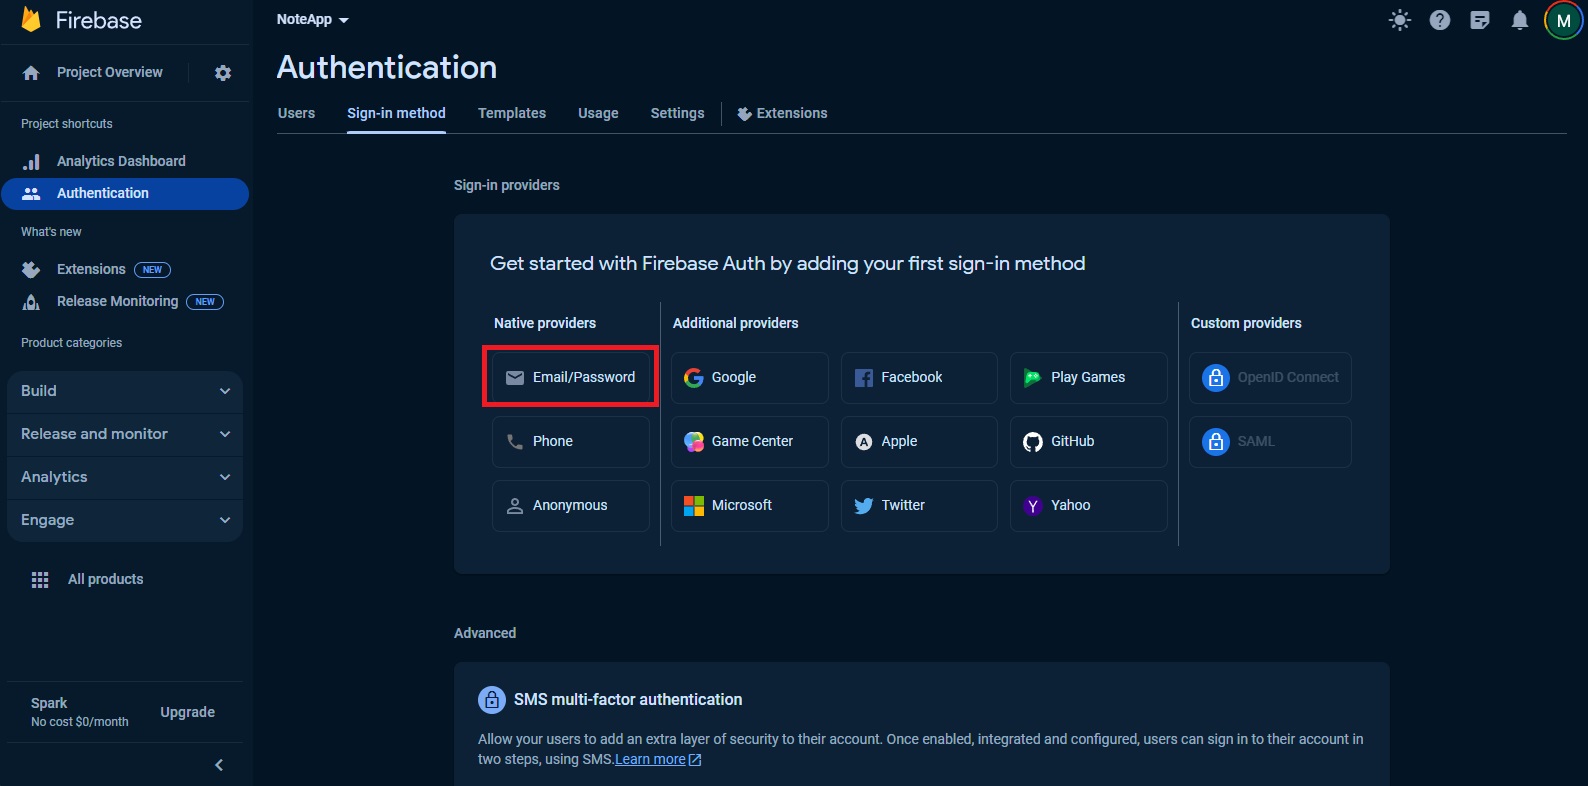 Firebase
NoteApp
M
Project Overview
Authentication
Users
Sign-in method
Templates
Usage
Settings
Extensions
Project shortcuts
Analytics Dashboard
Authentication
What's new
Extensions NEW
Release Monitoring NEW
Product categories
Build
Release and monitor
Analytics
Engage
All products
Spark
No cost $0/month
Upgrade
Sign-in providers
Get started with Firebase Auth by adding your first sign-in method
Native providers
Email/Password
Phone
Anonymous
Additional providers
Google
Facebook
Play Games
Game Center
Apple
GitHub
Microsoft
Twitter
Yahoo
Custom providers
OpenID Connect
SAML
Advanced
SMS multi-factor authentication
Allow your users to add an extra layer of security to their account. Once enabled, integrated and configured, users can sign in to their account in
two steps, using SMS.Learn more